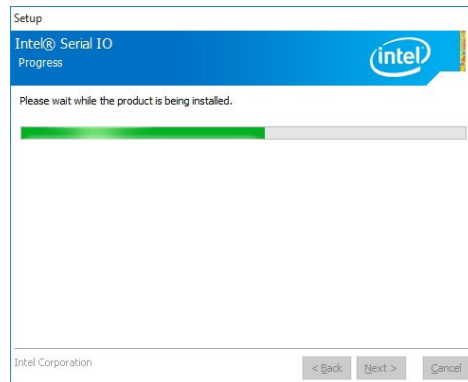 Setup
Intel® Serial IO
Progress
intel
Please wait while the product is being installed.
Intel Corporation
< Back
Next >
Cancel